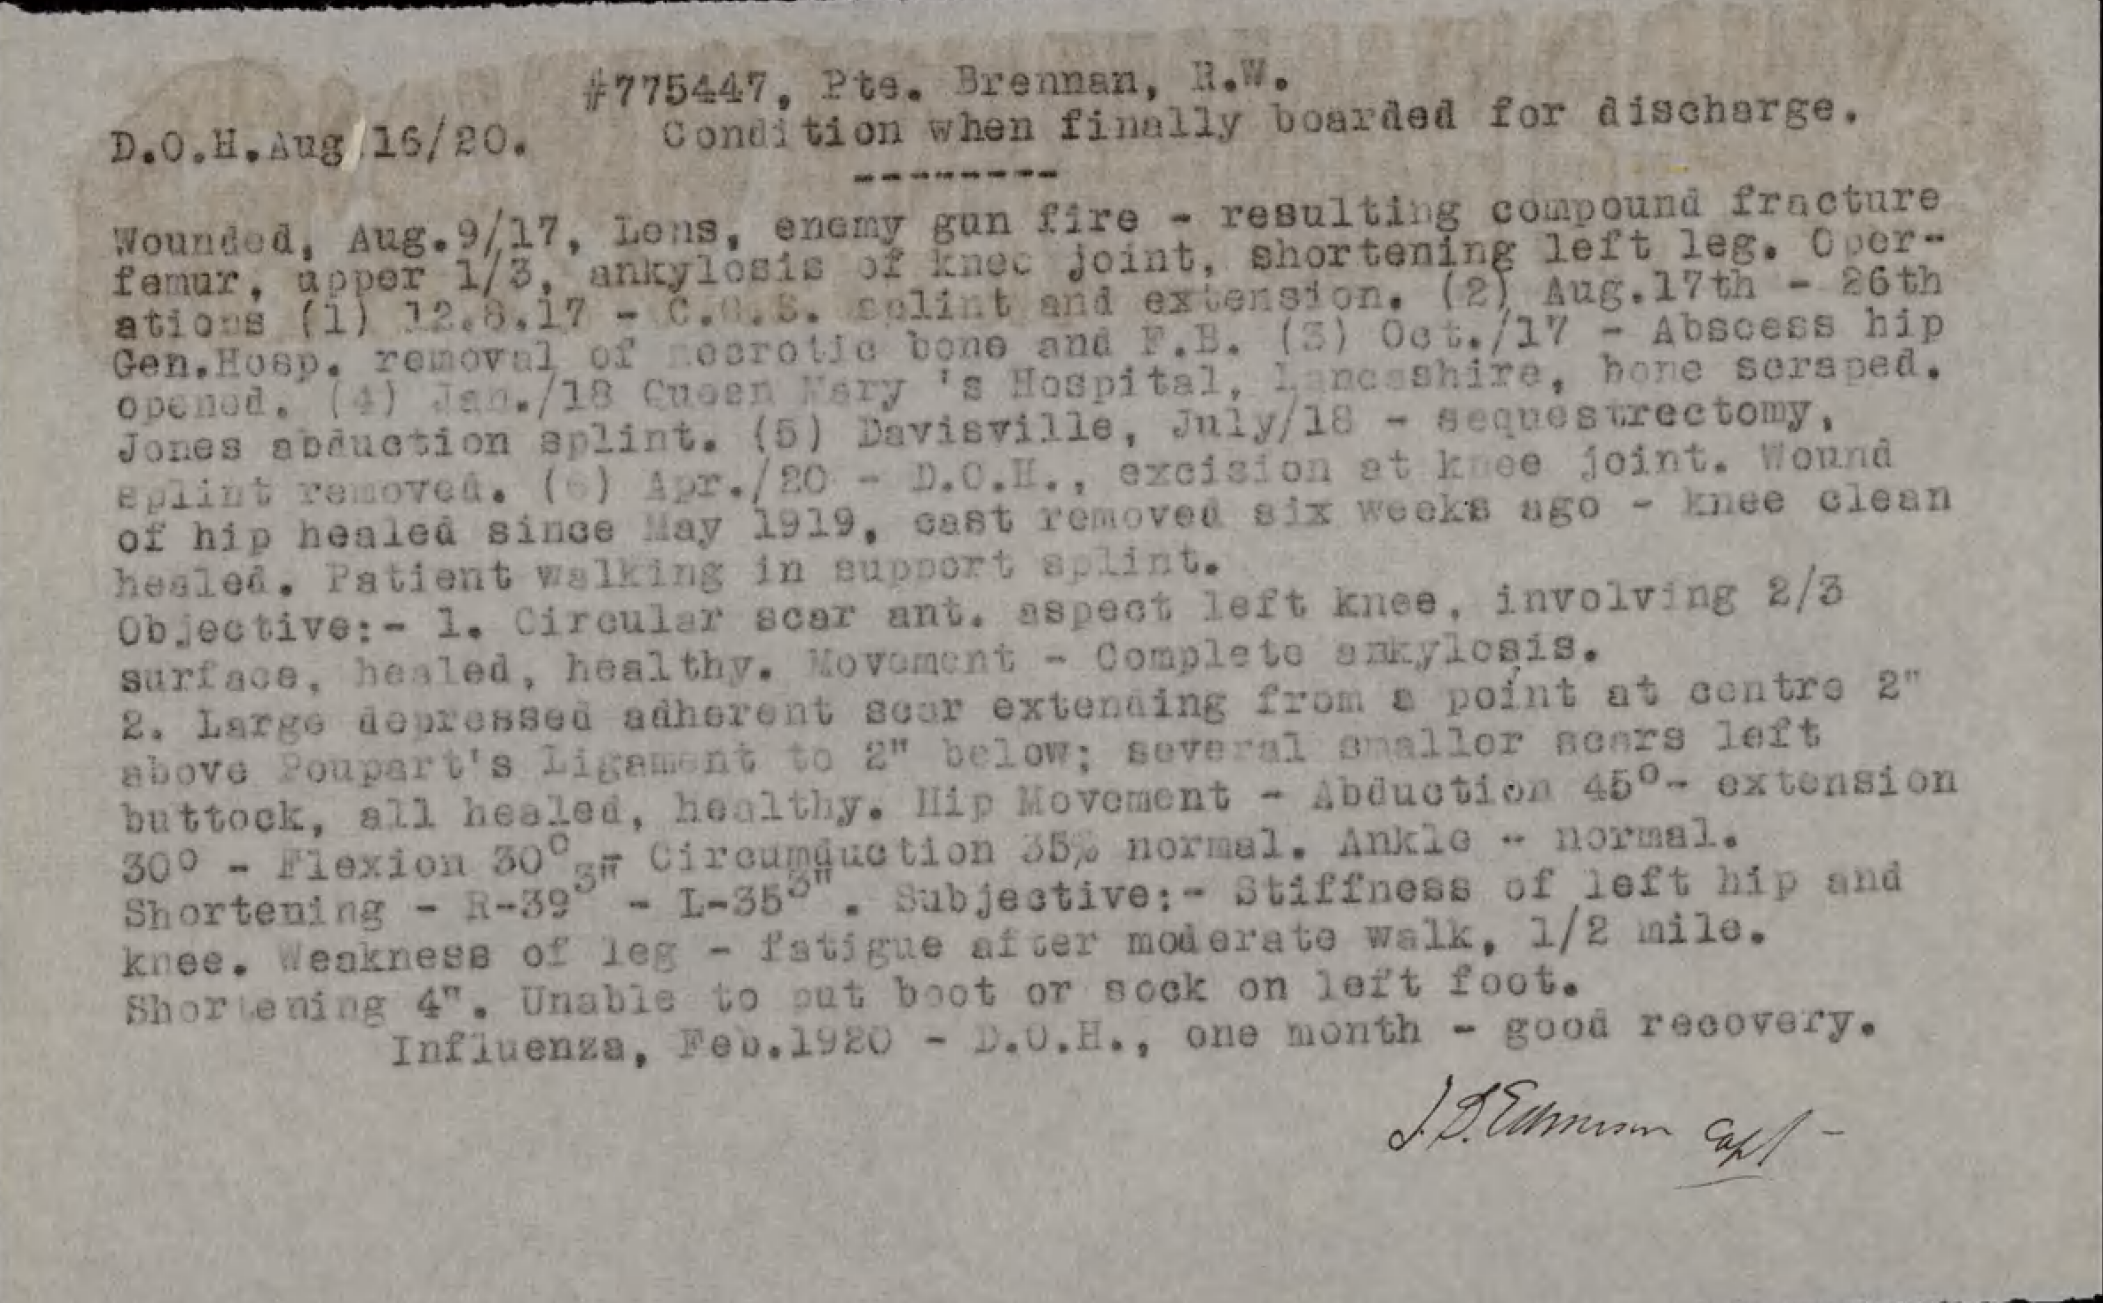 #775447, Pte. Brennan, R.W.
D.O.H.Aug 16/20. Condition when finally boarded for discharge.
--------
Wounded, Aug.9/17, Lens, enemy gun fire - resulting compound fracture
femur, upper 1/3, ankylosis of knee joint, shortening left leg. Oper-
ations (1) 12.8.17 - C.C.S. splint and extension. (2) Aug.17th - 26th
Gen.Hosp. removal of necrotic bone and F.B. (3) Oct./17 - Abscess hip
opened. (4) Jan./18 Queen Mary 's Hospital, Lancashire, bone scraped.
Jones abduction splint. (5) Davisville, July/18 - sequestrectomy,
splint removed. (6) Apr./20 - D.O.H., excision at knee joint. Wound
of hip healed since May 1919, cast removed six weeks ago - knee clean
healed. Patient walking in support splint.
Objective:- 1. Circular scar ant. aspect left knee, involving 2/3
surface, healed, healthy. Movement - Complete ankylosis.
2. Large depressed adherent scar extending from a point at centre 2"
above Poupart's Ligament to 2" below; several smaller scars left
buttock, all healed, healthy. Hip Movement - Abduction 45°- extension
30° - Flexion 30° - Circumduction 35% normal. Ankle - normal.
Shortening - R-39 3" - L-35 3". Subjective:- Stiffness of left hip and
knee. Weakness of leg - fatigue after moderate walk, 1/2 mile.
Shortening 4". Unable to put boot or sock on left foot.
Influenza, Feb.1920 - D.O.H., one month - good recovery.
Capt -